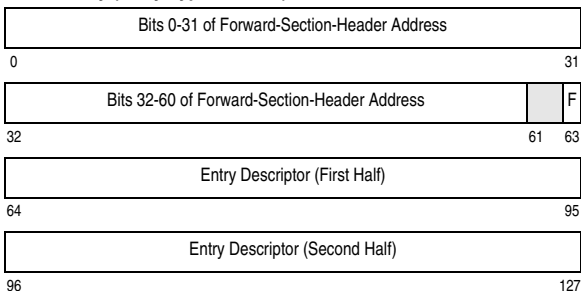 Bits 0-31 of Forward-Section-Header Address
0 31
Bits 32-60 of Forward-Section-Header Address F
32 61 63
Entry Descriptor (First Half)
64 95
Entry Descriptor (Second Half)
96 127